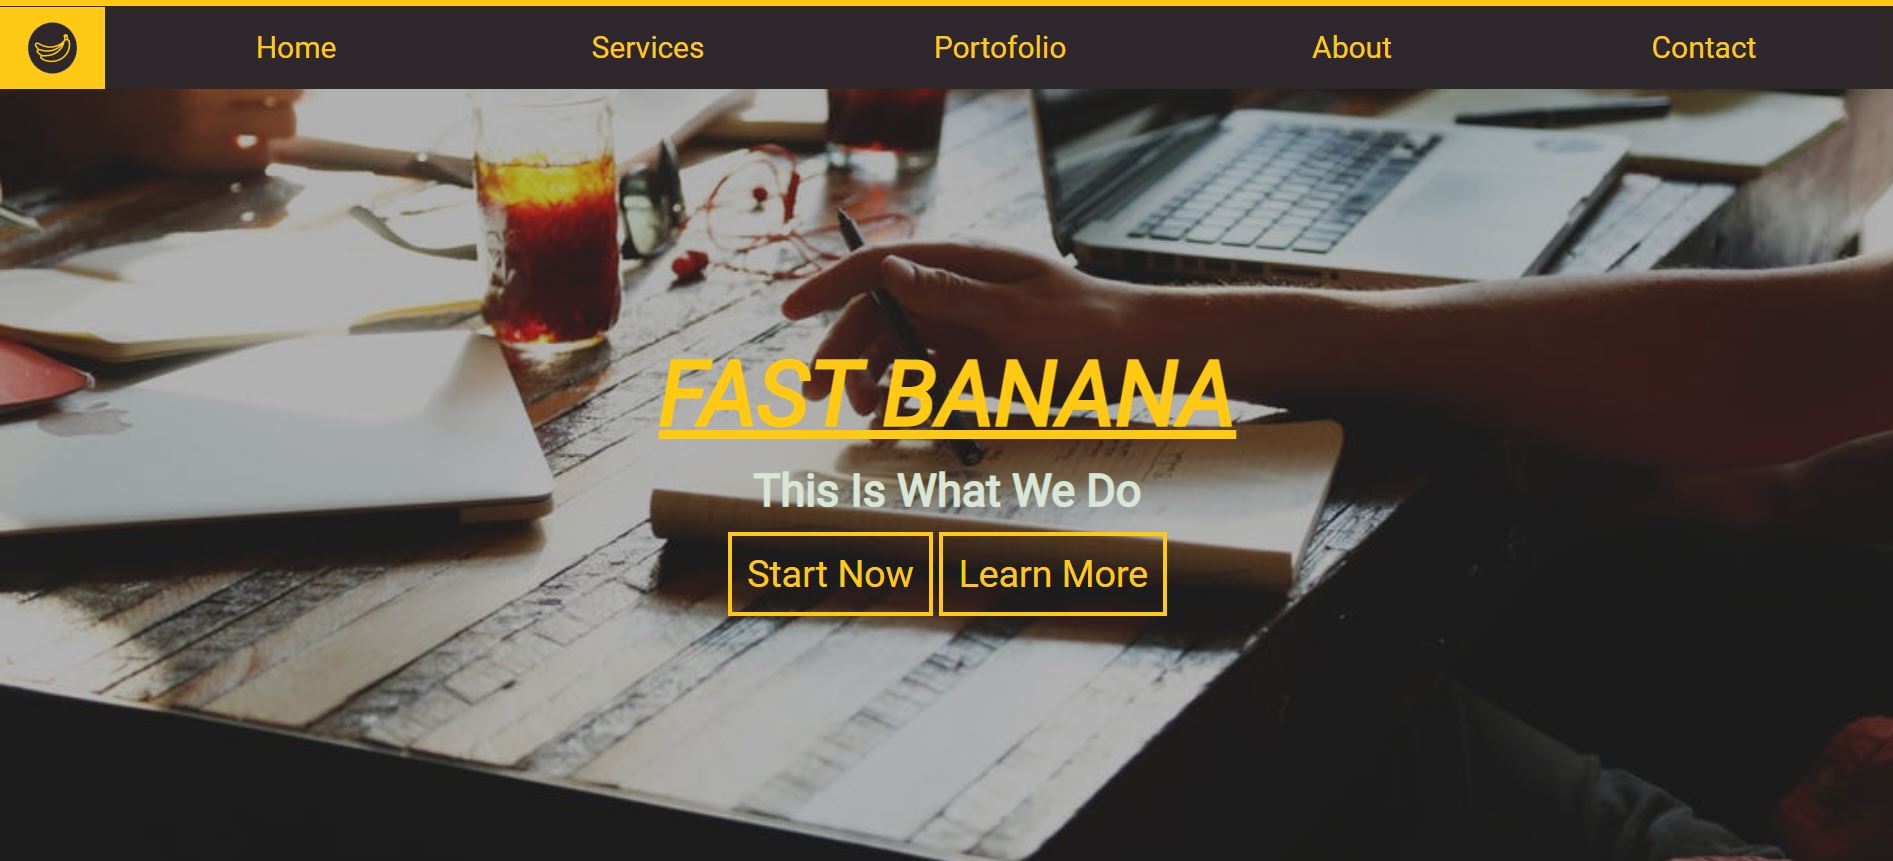 Home Services Portofolio About Contact
FAST BANANA
This Is What We Do
Start Now Learn More